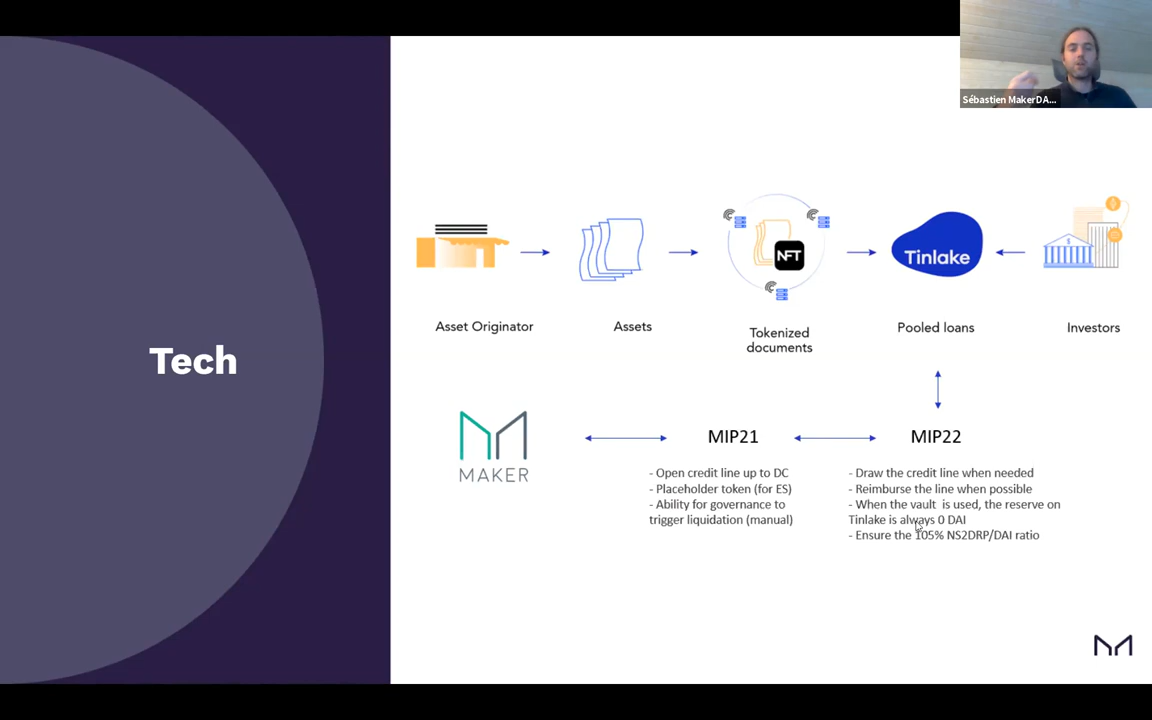 Sébastien MakerDA...
Tech
NFT
Tinlake
Asset Originator
Assets
Tokenized
documents
Pooled loans
Investors
MAKER
MIP21
- Open credit line up to DC
- Placeholder token (for ES)
- Ability for governance to
trigger liquidation (manual)
MIP22
- Draw the credit line when needed
- Reimburse the line when possible
- When the vault is used, the reserve on
Tinlake is always 0 DAI
- Ensure the 105% NS2DRP/DAI ratio